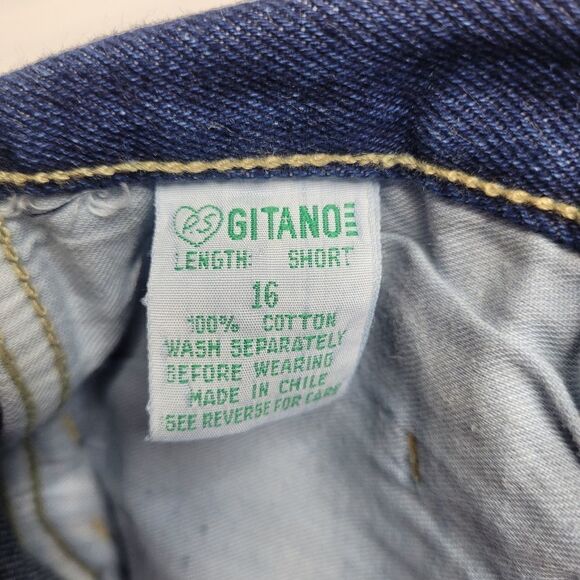 P.S GITANO
LENGTH: SHORT
16
100% COTTON
WASH SEPARATELY
BEFORE WEARING
MADE IN CHILE
SEE REVERSE FOR CARE